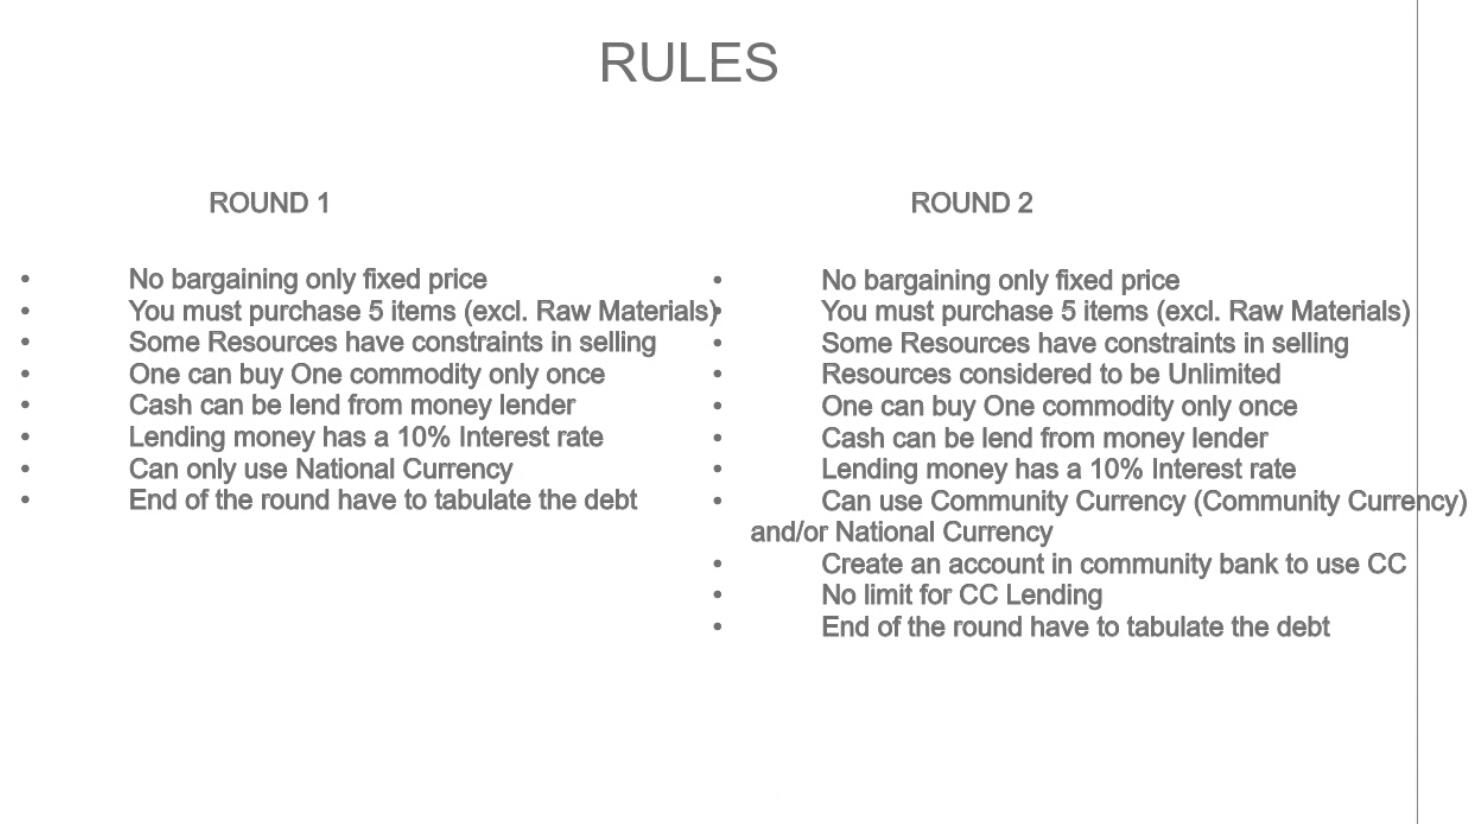 RULES
ROUND 1
• No bargaining only fixed price
• You must purchase 5 items (excl. Raw Materials)
• Some Resources have constraints in selling
• One can buy One commodity only once
• Cash can be lend from money lender
• Lending money has a 10% Interest rate
• Can only use National Currency
• End of the round have to tabulate the debt
ROUND 2
• No bargaining only fixed price
• You must purchase 5 items (excl. Raw Materials)
• Some Resources have constraints in selling
• Resources considered to be Unlimited
• One can buy One commodity only once
• Cash can be lend from money lender
• Lending money has a 10% Interest rate
• Can use Community Currency (Community Currency)
and/or National Currency
• Create an account in community bank to use CC
• No limit for CC Lending
• End of the round have to tabulate the debt